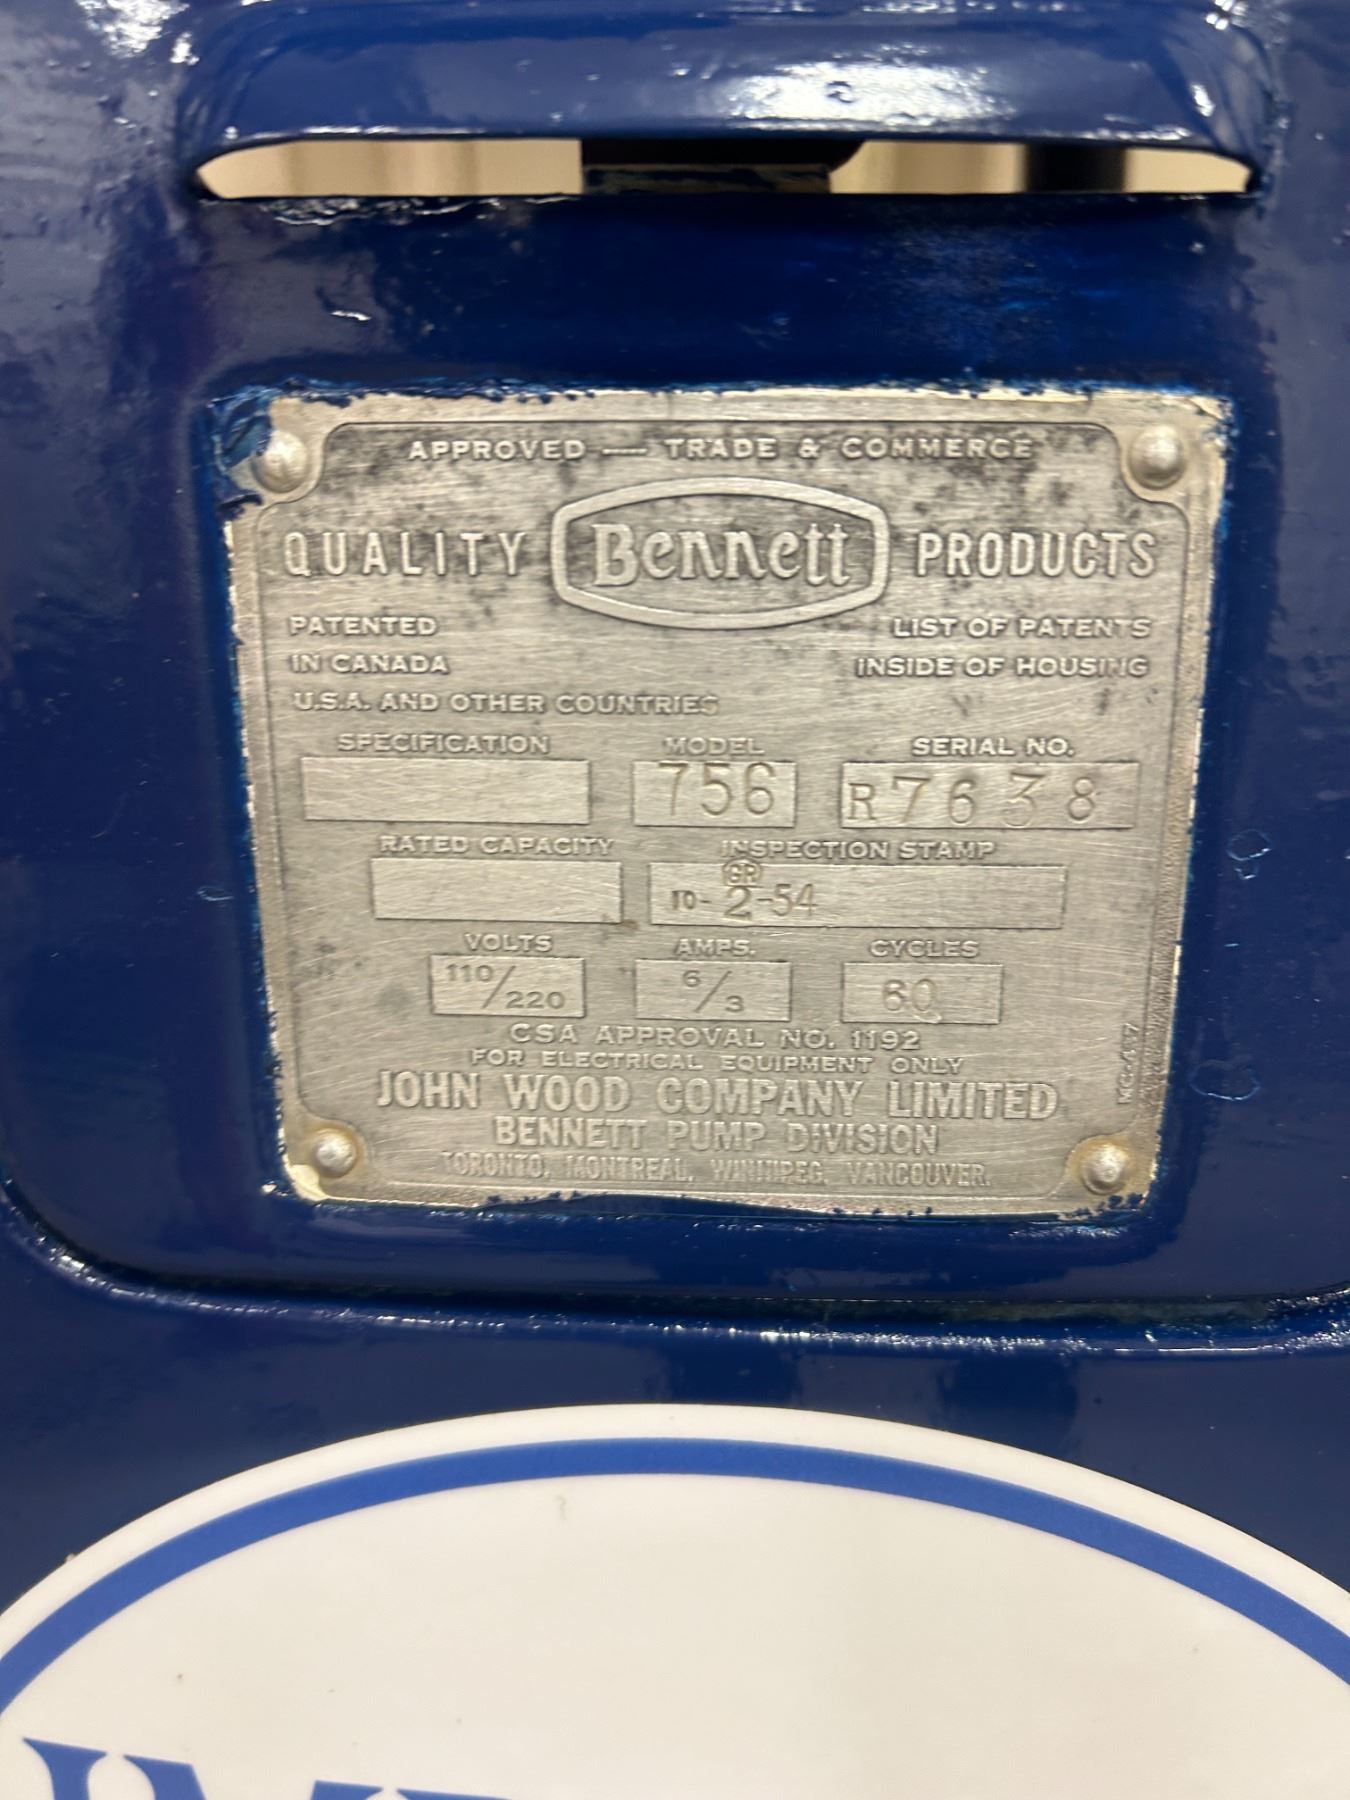 APPROVED — TRADE & COMMERCE
QUALITY Bennett PRODUCTS
PATENTED
IN CANADA
U.S.A. AND OTHER COUNTRIES
LIST OF PATENTS
INSIDE OF HOUSING
SPECIFICATION MODEL SERIAL NO.
756 R7638
RATED CAPACITY INSPECTION STAMP
GR
10-2-54
VOLTS AMPS. CYCLES
110/220 6/3 60
CSA APPROVAL NO. 1192
FOR ELECTRICAL EQUIPMENT ONLY
JOHN WOOD COMPANY LIMITED
BENNETT PUMP DIVISION
TORONTO, MONTREAL, WINNIPEG, VANCOUVER.